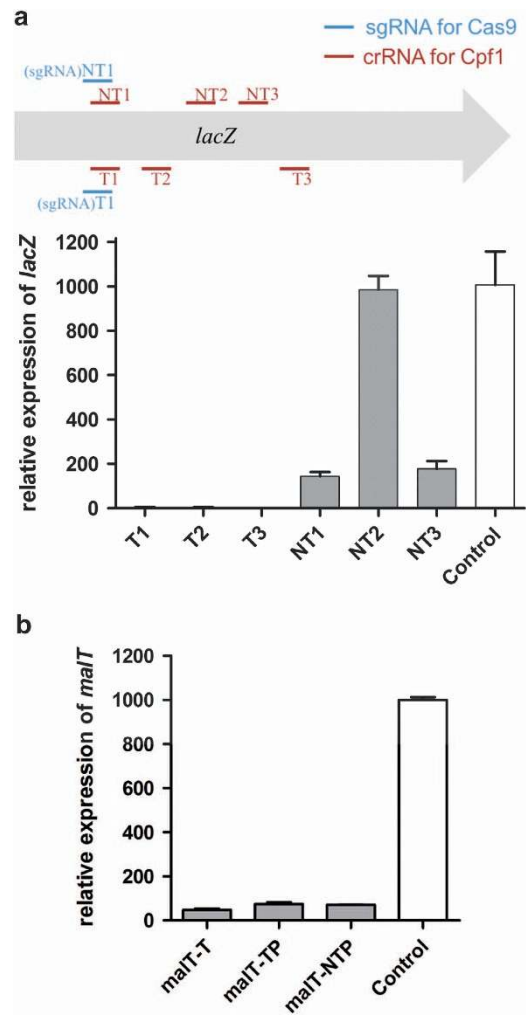 a
sgRNA for Cas9
crRNA for Cpf1
(sgRNA)NT1
NT1 NT2 NT3
lacZ
T1 T2 T3
(sgRNA)T1
relative expression of lacZ
1200
1000
800
600
400
200
0
T1 T2 T3 NT1 NT2 NT3 Control
b
relative expression of malT
1200
1000
800
600
400
200
0
malT-T malT-TP malT-NTP Control